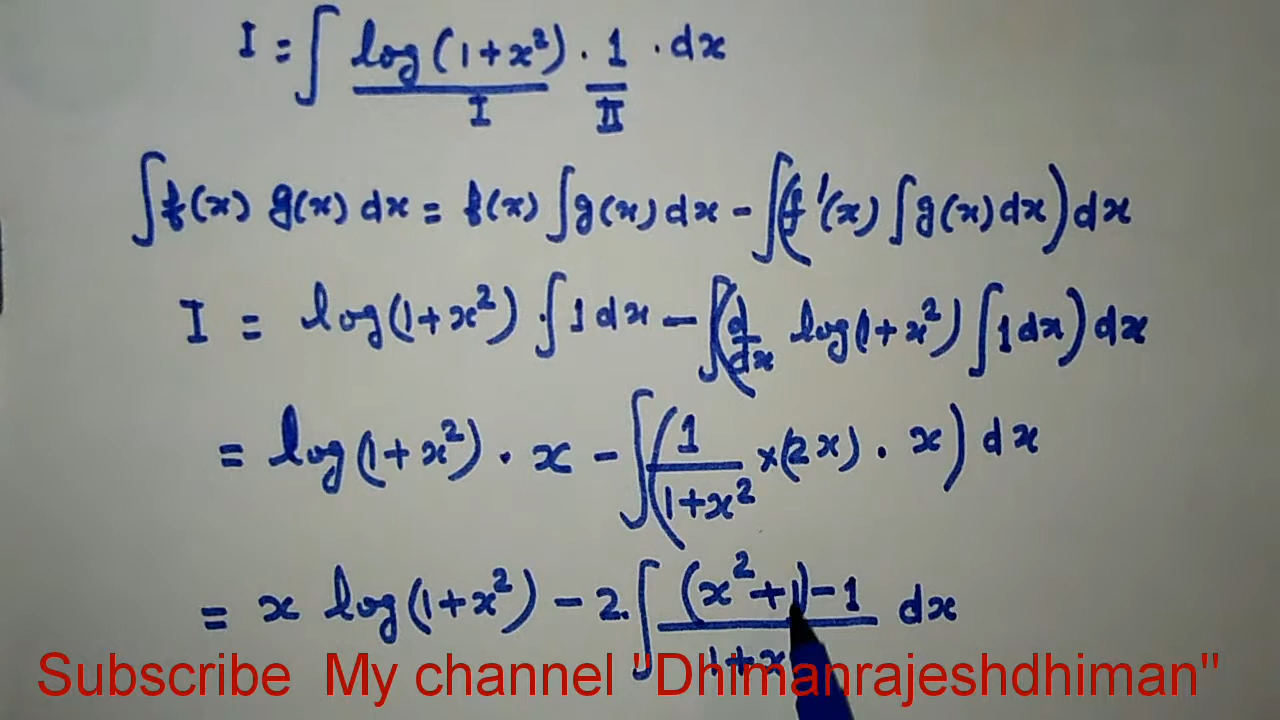 I = ∫ log(1+x²) · 1 · dx
I II
∫f(x) g(x) dx = f(x) ∫g(x) dx - ∫(f'(x) ∫g(x) dx) dx
I = log(1+x²) · ∫1 dx - ∫(d/dx log(1+x²) ∫1 dx) dx
= log(1+x²) · x - ∫(1/1+x² × (2x) · x) dx
= x log(1+x²) - 2. ∫ (x²+1)-1/1+x dx
Subscribe My channel "Dhimanrajeshdhiman"